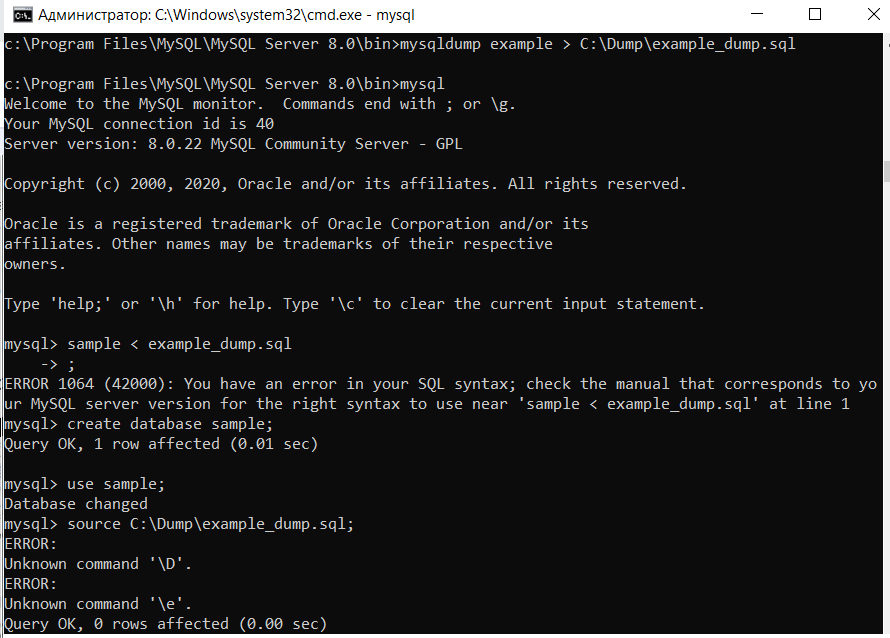 Администратор: C:\Windows\system32\cmd.exe - mysql
c:\Program Files\MySQL\MySQL Server 8.0\bin>mysqldump example > C:\Dump\example_dump.sql
c:\Program Files\MySQL\MySQL Server 8.0\bin>mysql
Welcome to the MySQL monitor.  Commands end with ; or \g.
Your MySQL connection id is 40
Server version: 8.0.22 MySQL Community Server - GPL
Copyright (c) 2000, 2020, Oracle and/or its affiliates. All rights reserved.
Oracle is a registered trademark of Oracle Corporation and/or its
affiliates. Other names may be trademarks of their respective
owners.
Type 'help;' or '\h' for help. Type '\c' to clear the current input statement.
mysql> sample < example_dump.sql
    -> ;
ERROR 1064 (42000): You have an error in your SQL syntax; check the manual that corresponds to yo
ur MySQL server version for the right syntax to use near 'sample < example_dump.sql' at line 1
mysql> create database sample;
Query OK, 1 row affected (0.01 sec)
mysql> use sample;
Database changed
mysql> source C:\Dump\example_dump.sql;
ERROR:
Unknown command '\D'.
ERROR:
Unknown command '\e'.
Query OK, 0 rows affected (0.00 sec)